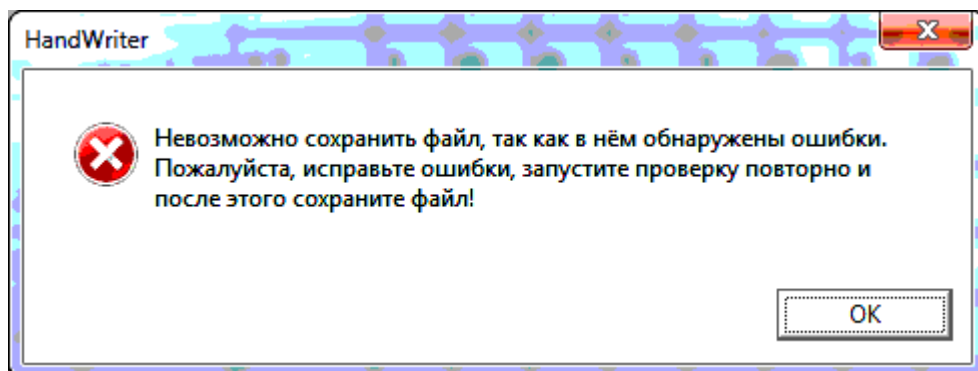 HandWriter
Невозможно сохранить файл, так как в нём обнаружены ошибки.
Пожалуйста, исправьте ошибки, запустите проверку повторно и
после этого сохраните файл!
OK